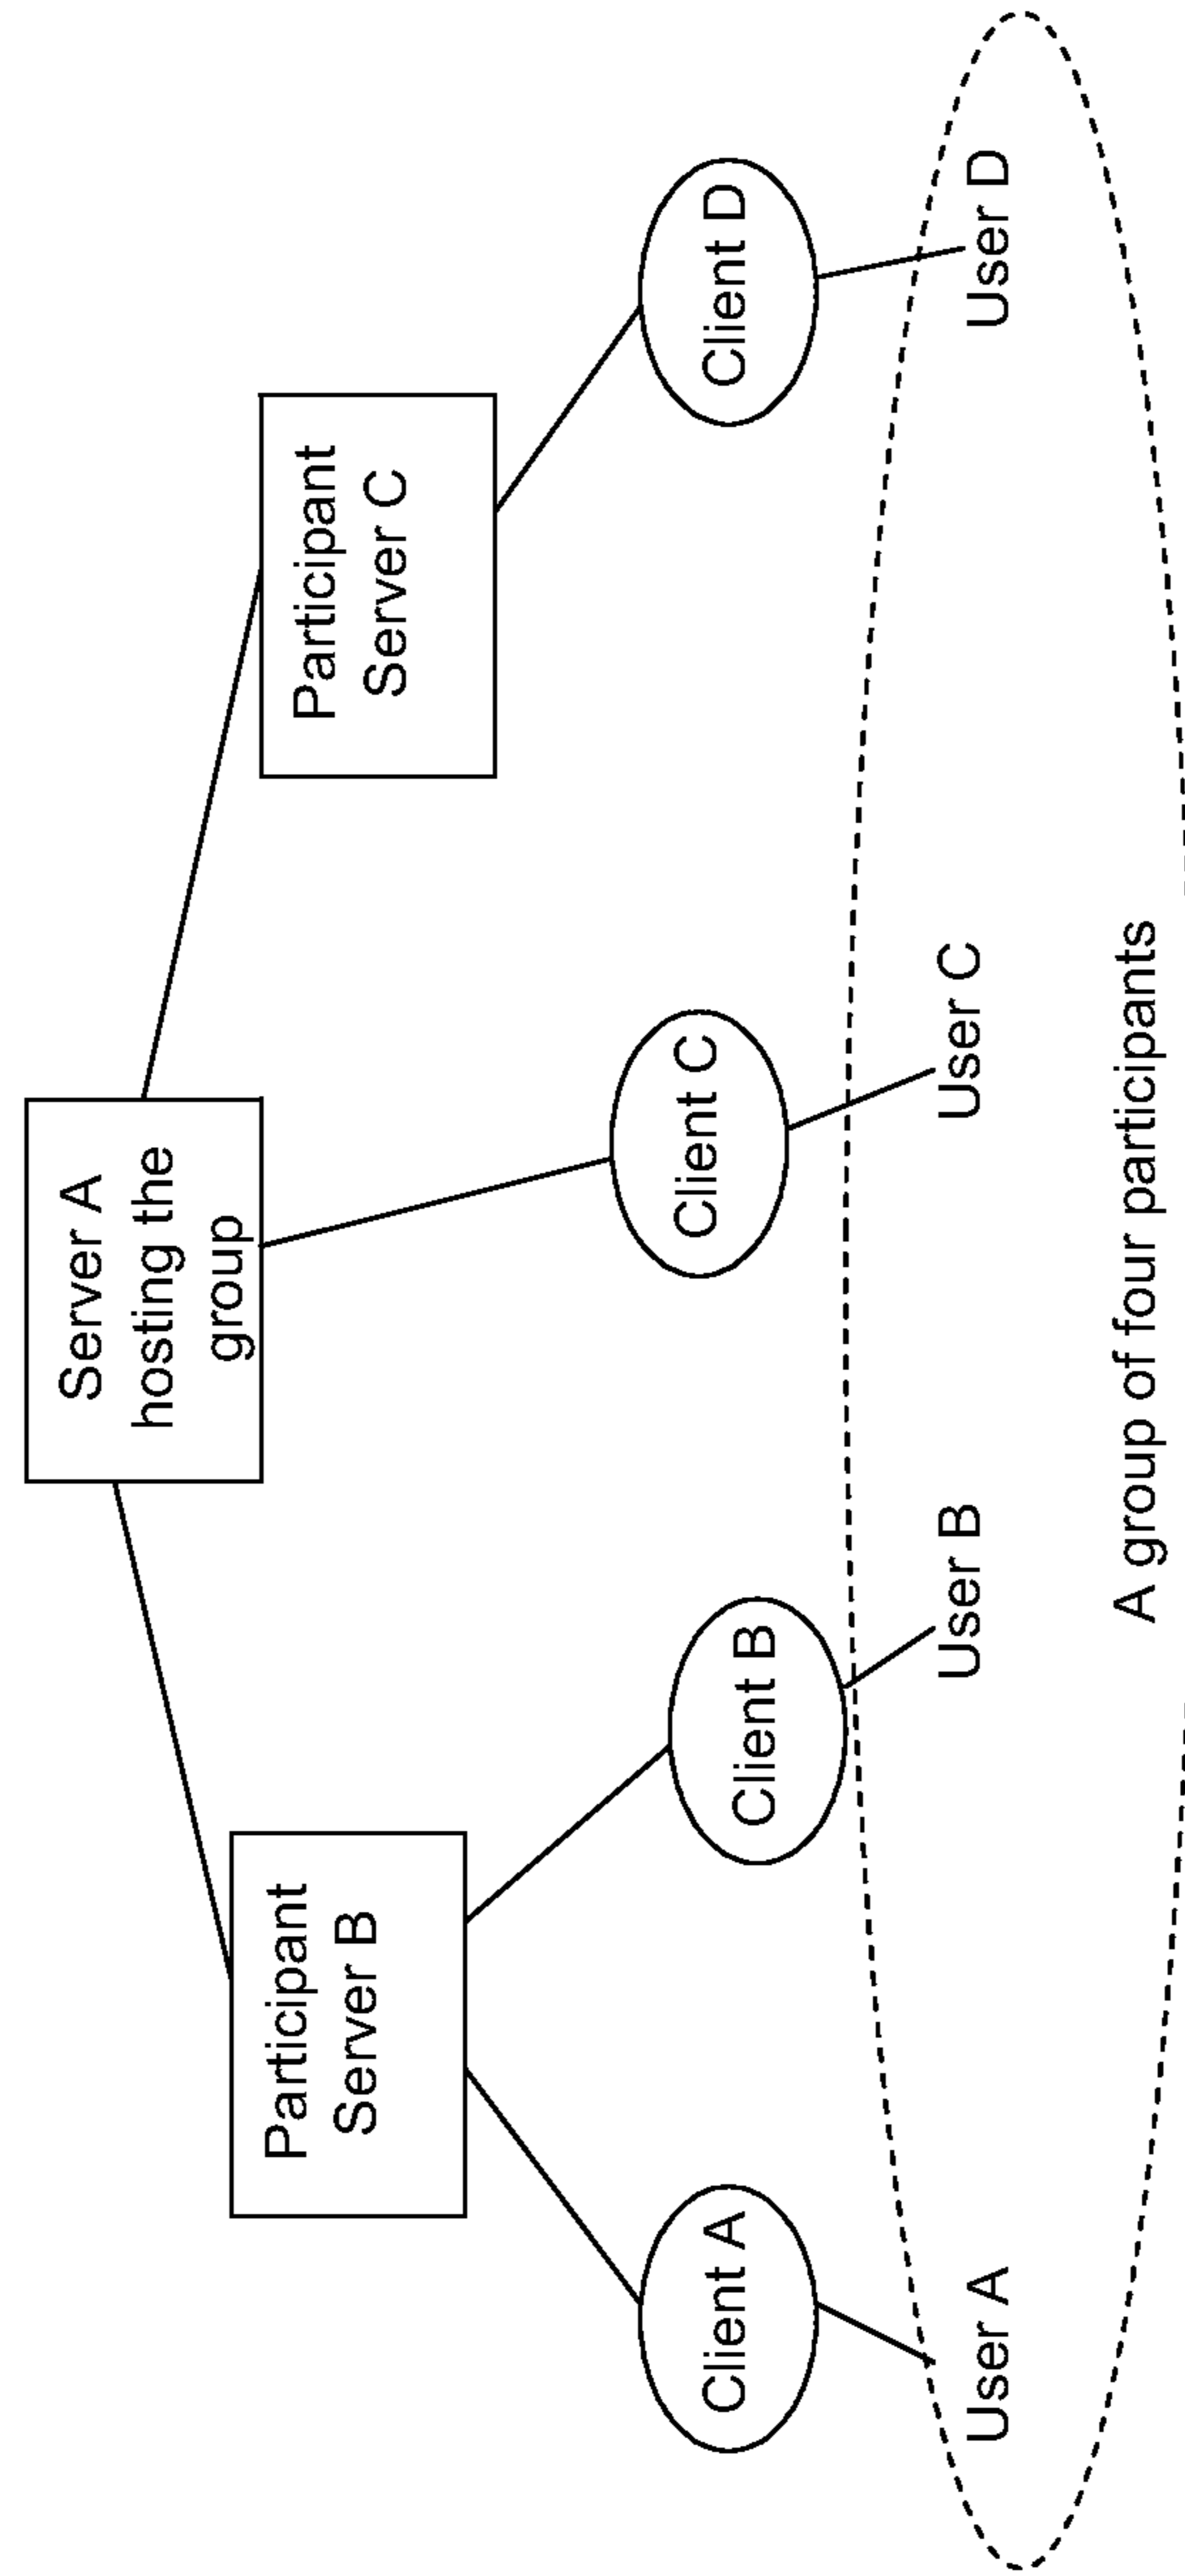 Server A
hosting the
group
Participant
Server B
Participant
Server C
Client A
Client B
Client C
Client D
User A
User B
User C
User D
A group of four participants